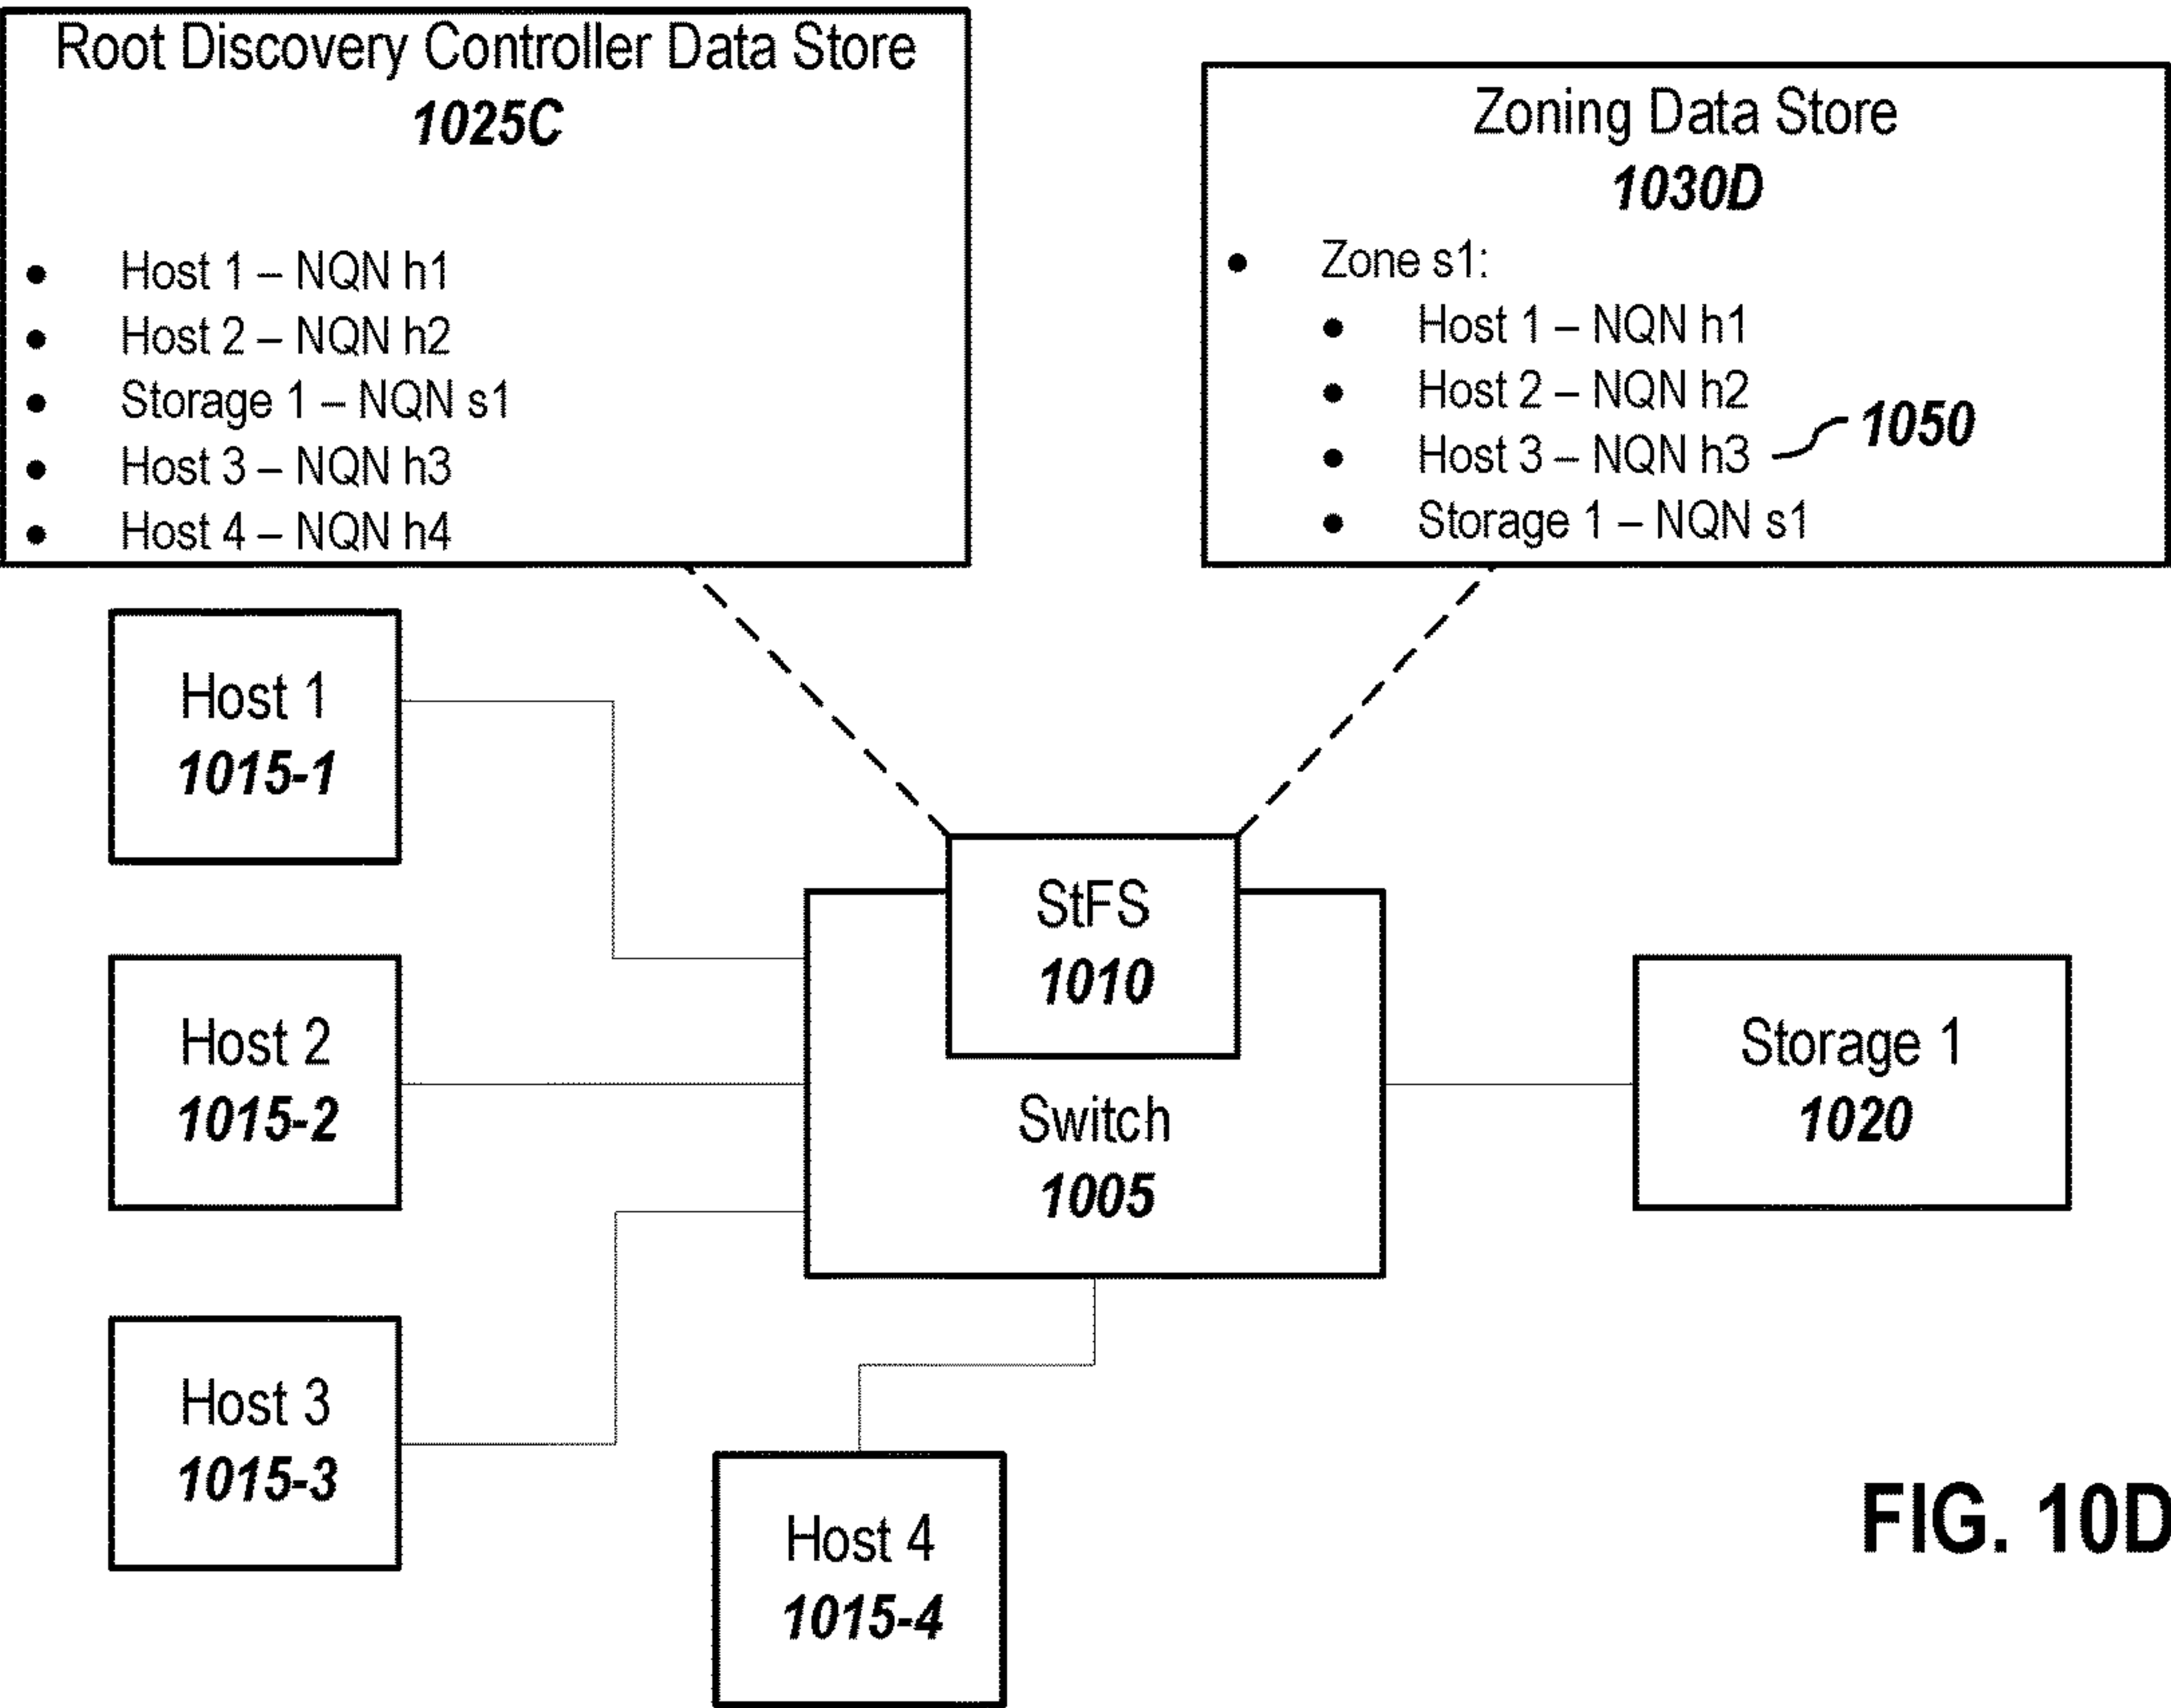 Root Discovery Controller Data Store
1025C
• Host 1 – NQN h1
• Host 2 – NQN h2
• Storage 1 – NQN s1
• Host 3 – NQN h3
• Host 4 – NQN h4
Zoning Data Store
1030D
• Zone s1:
• Host 1 – NQN h1
• Host 2 – NQN h2
• Host 3 – NQN h3
1050
• Storage 1 – NQN s1
Host 1
1015-1
StFS
1010
Host 2
1015-2
Switch
1005
Storage 1
1020
Host 3
1015-3
Host 4
1015-4
FIG. 10D